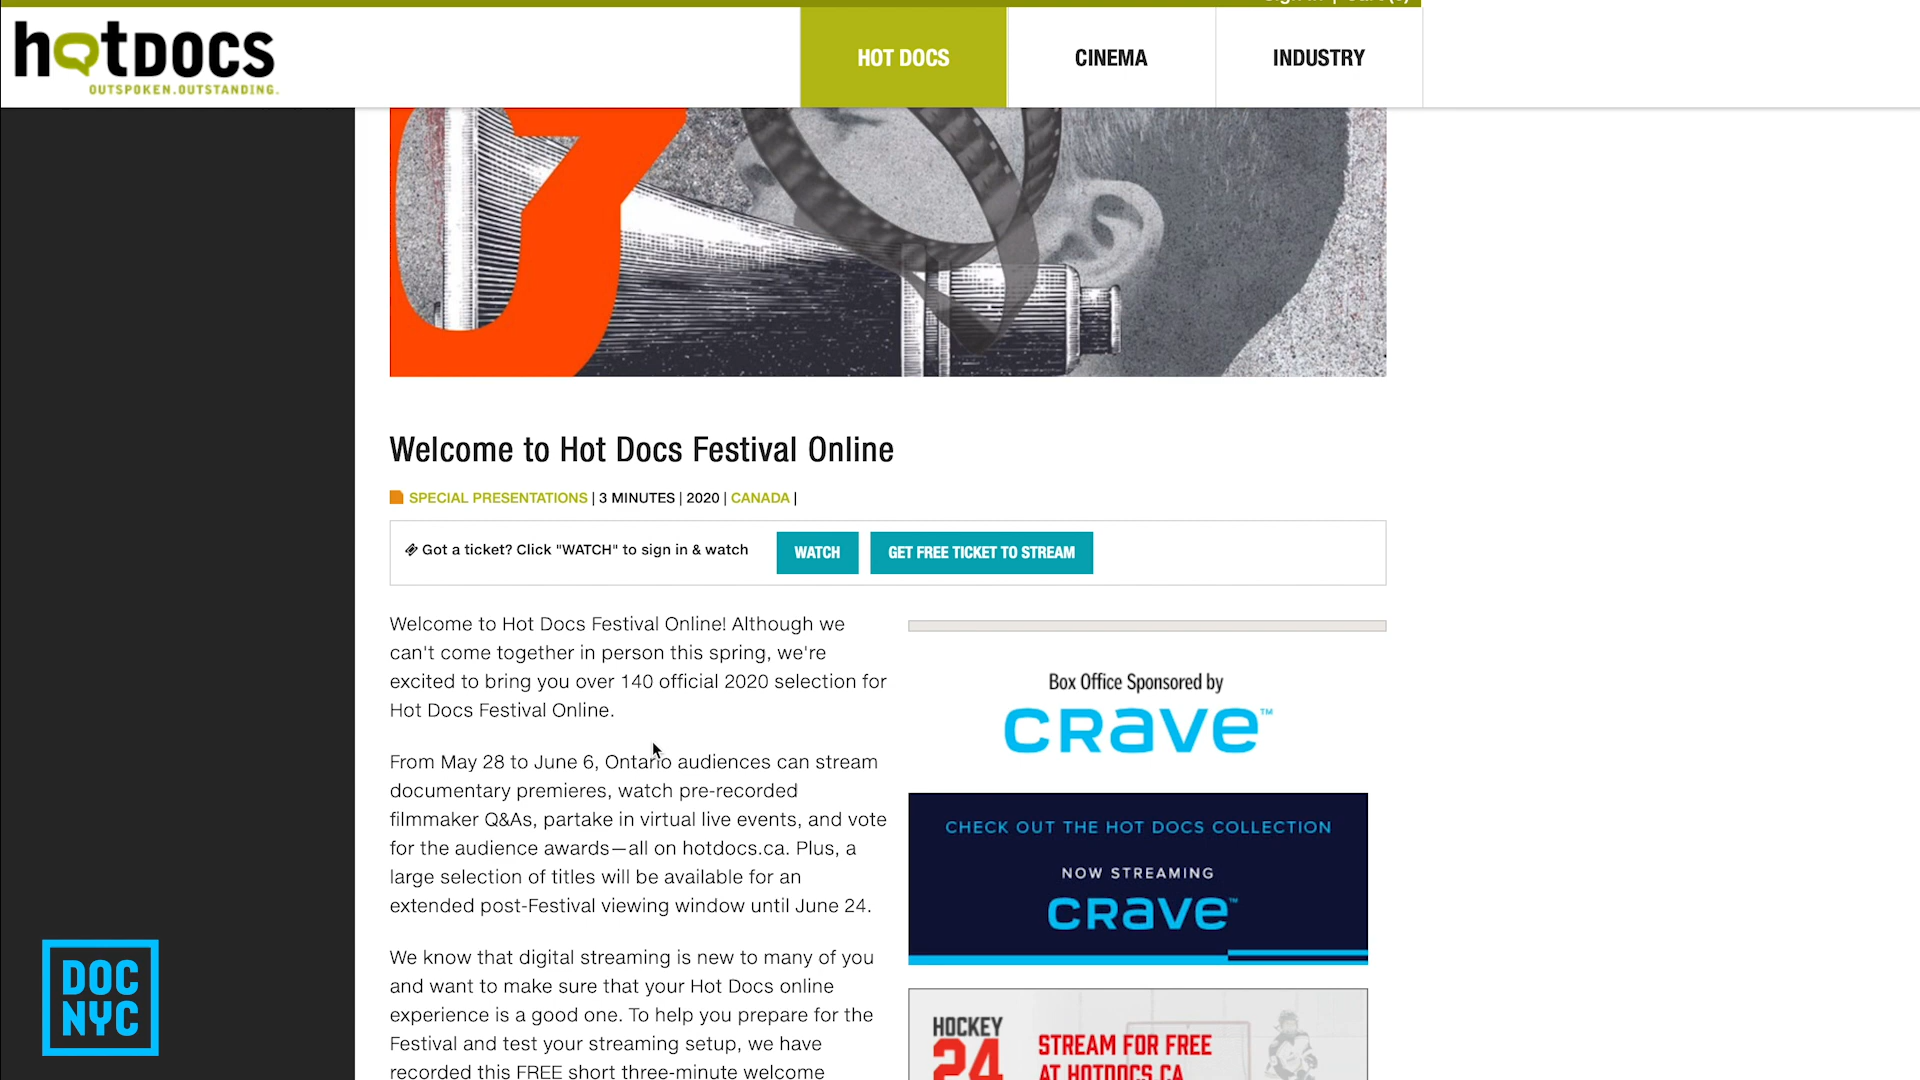 Sign In | Cart (0)
hotDOCS
OUTSPOKEN.OUTSTANDING.
HOT DOCS
CINEMA
INDUSTRY
Welcome to Hot Docs Festival Online
SPECIAL PRESENTATIONS | 3 MINUTES | 2020 | CANADA |
Got a ticket? Click "WATCH" to sign in & watch
WATCH
GET FREE TICKET TO STREAM
Welcome to Hot Docs Festival Online! Although we
can't come together in person this spring, we're
excited to bring you over 140 official 2020 selection for
Hot Docs Festival Online.
From May 28 to June 6, Ontario audiences can stream
documentary premieres, watch pre-recorded
filmmaker Q&As, partake in virtual live events, and vote
for the audience awards—all on hotdocs.ca. Plus, a
large selection of titles will be available for an
extended post-Festival viewing window until June 24.
We know that digital streaming is new to many of you
and want to make sure that your Hot Docs online
experience is a good one. To help you prepare for the
Festival and test your streaming setup, we have
recorded this FREE short three-minute welcome
Box Office Sponsored by
CRAVE™
CHECK OUT THE HOT DOCS COLLECTION
NOW STREAMING
CRAVE™
HOCKEY
24
STREAM FOR FREE
AT HOTDOCS.CA
DOC
NYC